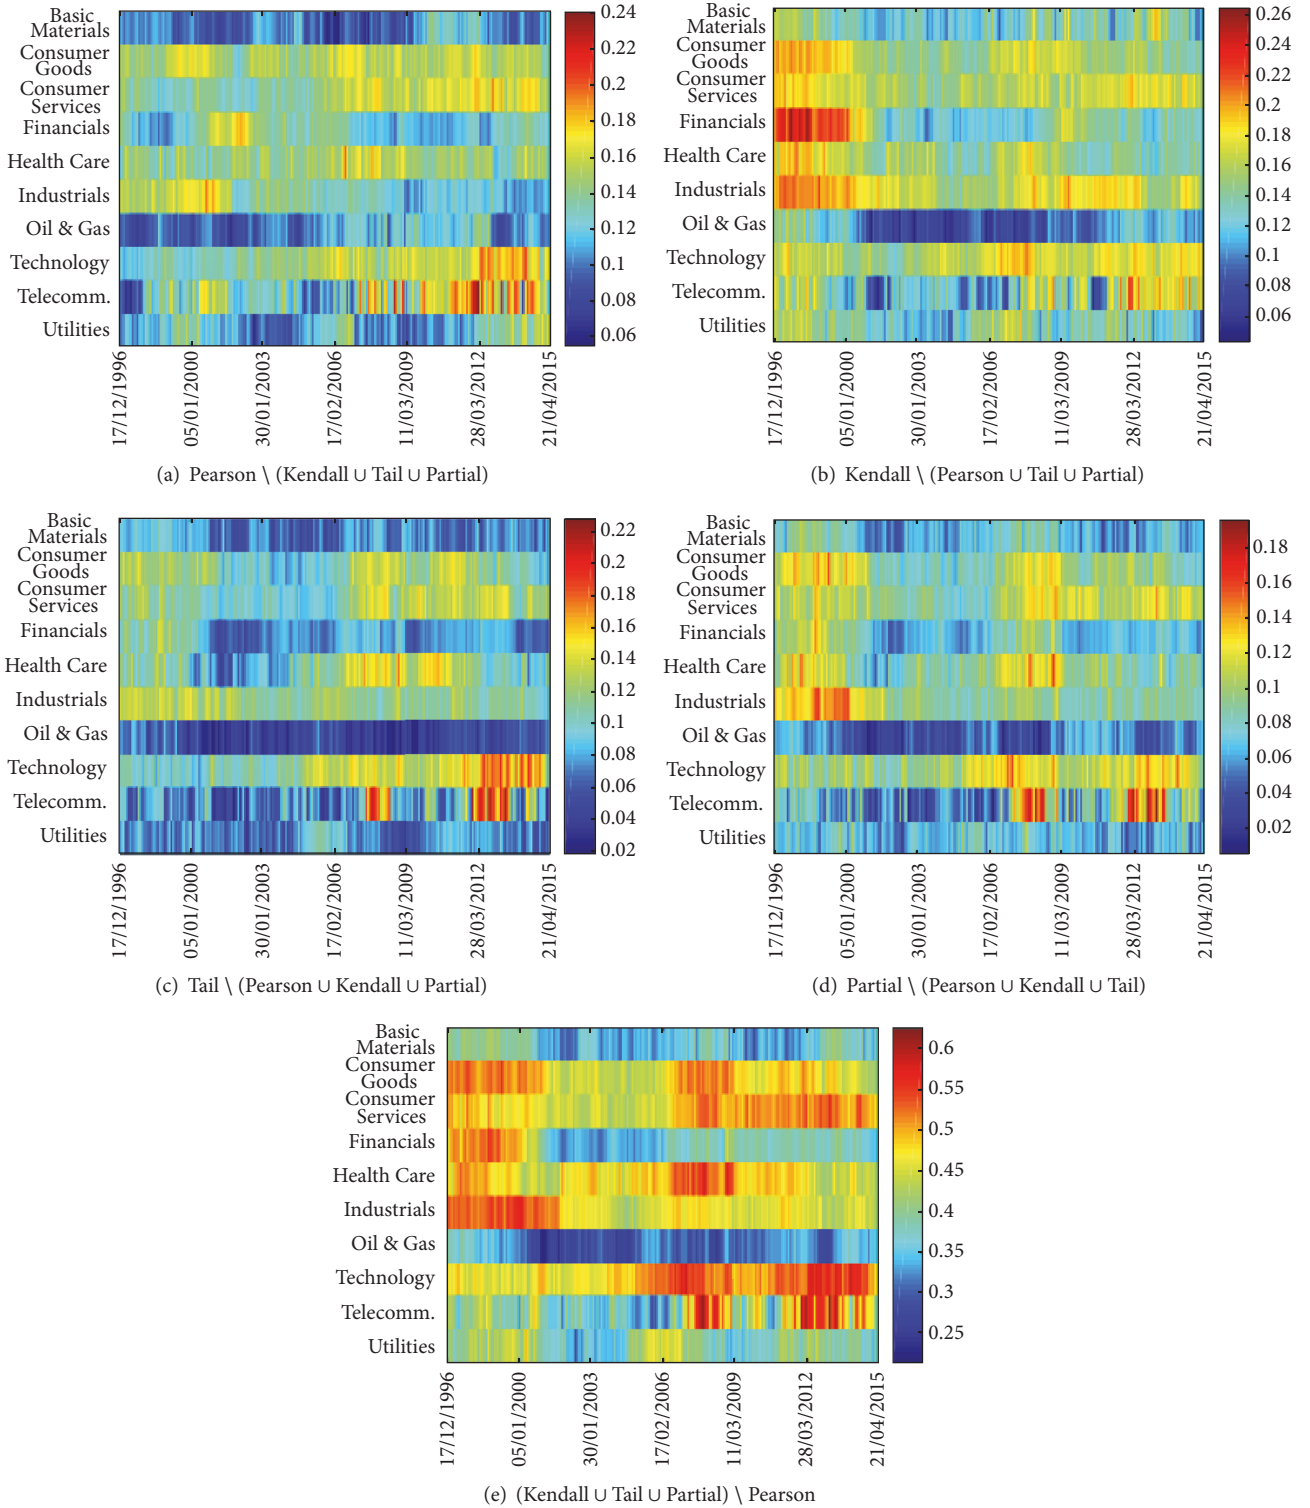 Basic
Materials
Consumer
Goods
Consumer
Services
Financials
Health Care
Industrials
Oil & Gas
Technology
Telecomm.
Utilities
17/12/1996
05/01/2000
30/01/2003
17/02/2006
11/03/2009
28/03/2012
21/04/2015
0.24
0.22
0.2
0.18
0.16
0.14
0.12
0.1
0.08
0.06
(a) Pearson \ (Kendall ∪ Tail ∪ Partial)
Basic
Materials
Consumer
Goods
Consumer
Services
Financials
Health Care
Industrials
Oil & Gas
Technology
Telecomm.
Utilities
17/12/1996
05/01/2000
30/01/2003
17/02/2006
11/03/2009
28/03/2012
21/04/2015
0.26
0.24
0.22
0.2
0.18
0.16
0.14
0.12
0.1
0.08
0.06
(b) Kendall \ (Pearson ∪ Tail ∪ Partial)
Basic
Materials
Consumer
Goods
Consumer
Services
Financials
Health Care
Industrials
Oil & Gas
Technology
Telecomm.
Utilities
17/12/1996
05/01/2000
30/01/2003
17/02/2006
11/03/2009
28/03/2012
21/04/2015
0.22
0.2
0.18
0.16
0.14
0.12
0.1
0.08
0.06
0.04
0.02
(c) Tail \ (Pearson ∪ Kendall ∪ Partial)
Basic
Materials
Consumer
Goods
Consumer
Services
Financials
Health Care
Industrials
Oil & Gas
Technology
Telecomm.
Utilities
17/12/1996
05/01/2000
30/01/2003
17/02/2006
11/03/2009
28/03/2012
21/04/2015
0.18
0.16
0.14
0.12
0.1
0.08
0.06
0.04
0.02
(d) Partial \ (Pearson ∪ Kendall ∪ Tail)
Basic
Materials
Consumer
Goods
Consumer
Services
Financials
Health Care
Industrials
Oil & Gas
Technology
Telecomm.
Utilities
17/12/1996
05/01/2000
30/01/2003
17/02/2006
11/03/2009
28/03/2012
21/04/2015
0.6
0.55
0.5
0.45
0.4
0.35
0.3
0.25
(e) (Kendall ∪ Tail ∪ Partial) \ Pearson